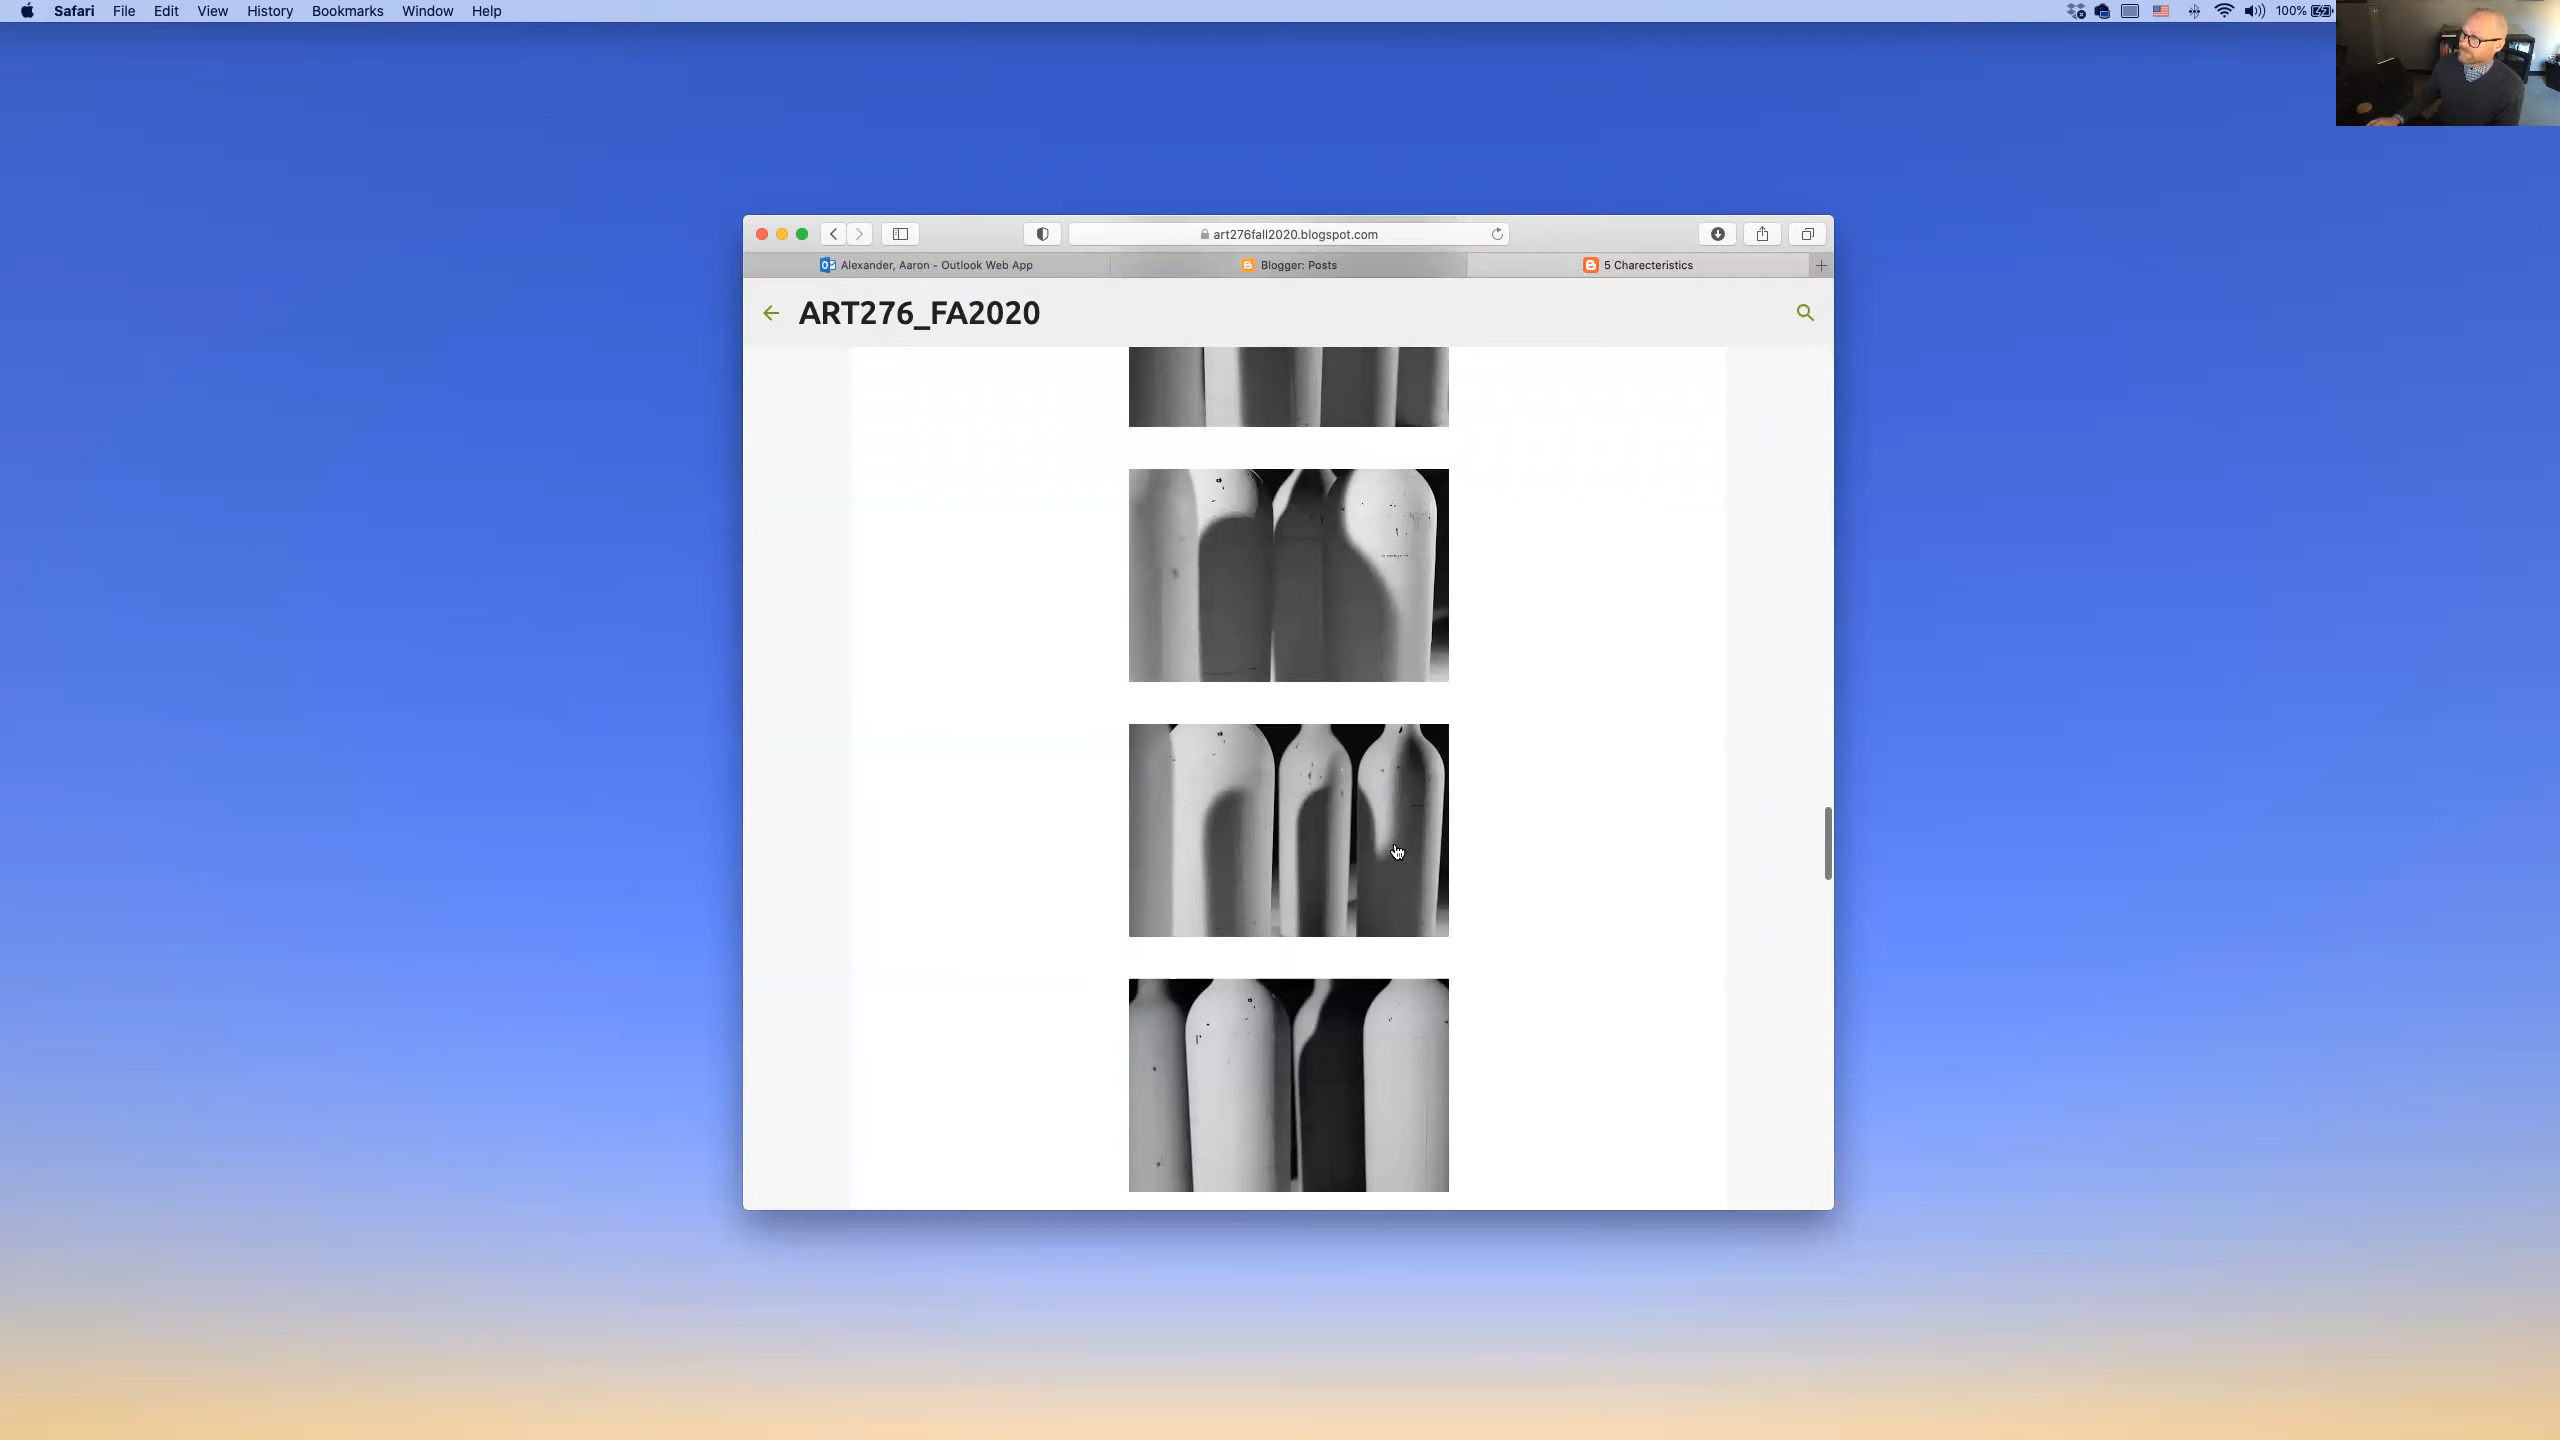 Safari File Edit View History Bookmarks Window Help 100%
art276fall2020.blogspot.com
Alexander, Aaron - Outlook Web App Blogger: Posts 5 Charecteristics
ART276_FA2020